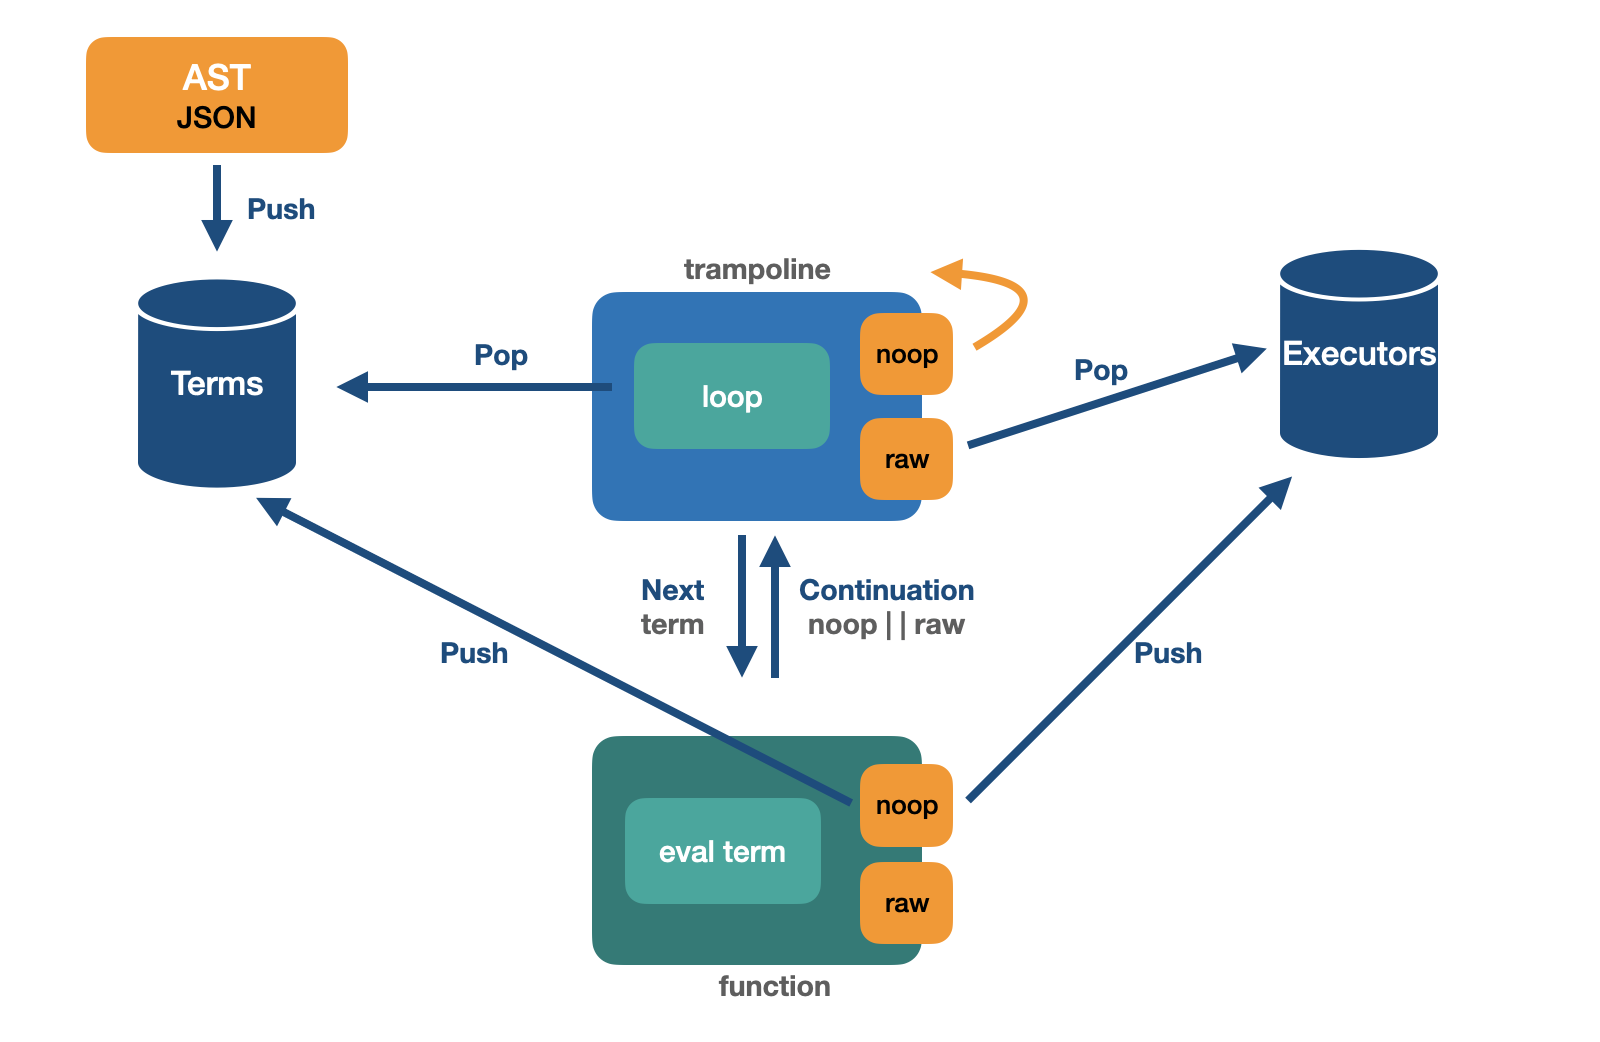 AST
JSON
Push
trampoline
Terms
Pop
loop
noop
raw
Pop
Executors
Next
term
Continuation
noop || raw
Push
Push
eval term
noop
raw
function